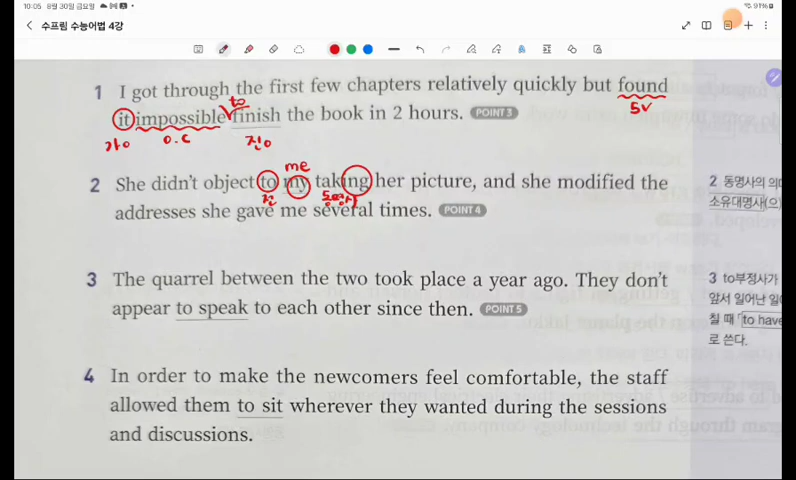 10:05 8월 30일 금요일
91%
수프림 수능어법 4강
1 I got through the first few chapters relatively quickly but found
5V
to
it impossible finish the book in 2 hours. POINT 3
가O O.C 진O
me
2 She didn't object to my taking her picture, and she modified the
전 동명사
addresses she gave me several times. POINT 4
2 동명사의 의
소유대명사(으
3 The quarrel between the two took place a year ago. They don't
appear to speak to each other since then. POINT 5
3 to부정사가
앞서 일어난 일
칠 때 「to have
로 쓴다.
4 In order to make the newcomers feel comfortable, the staff
allowed them to sit wherever they wanted during the sessions
and discussions.